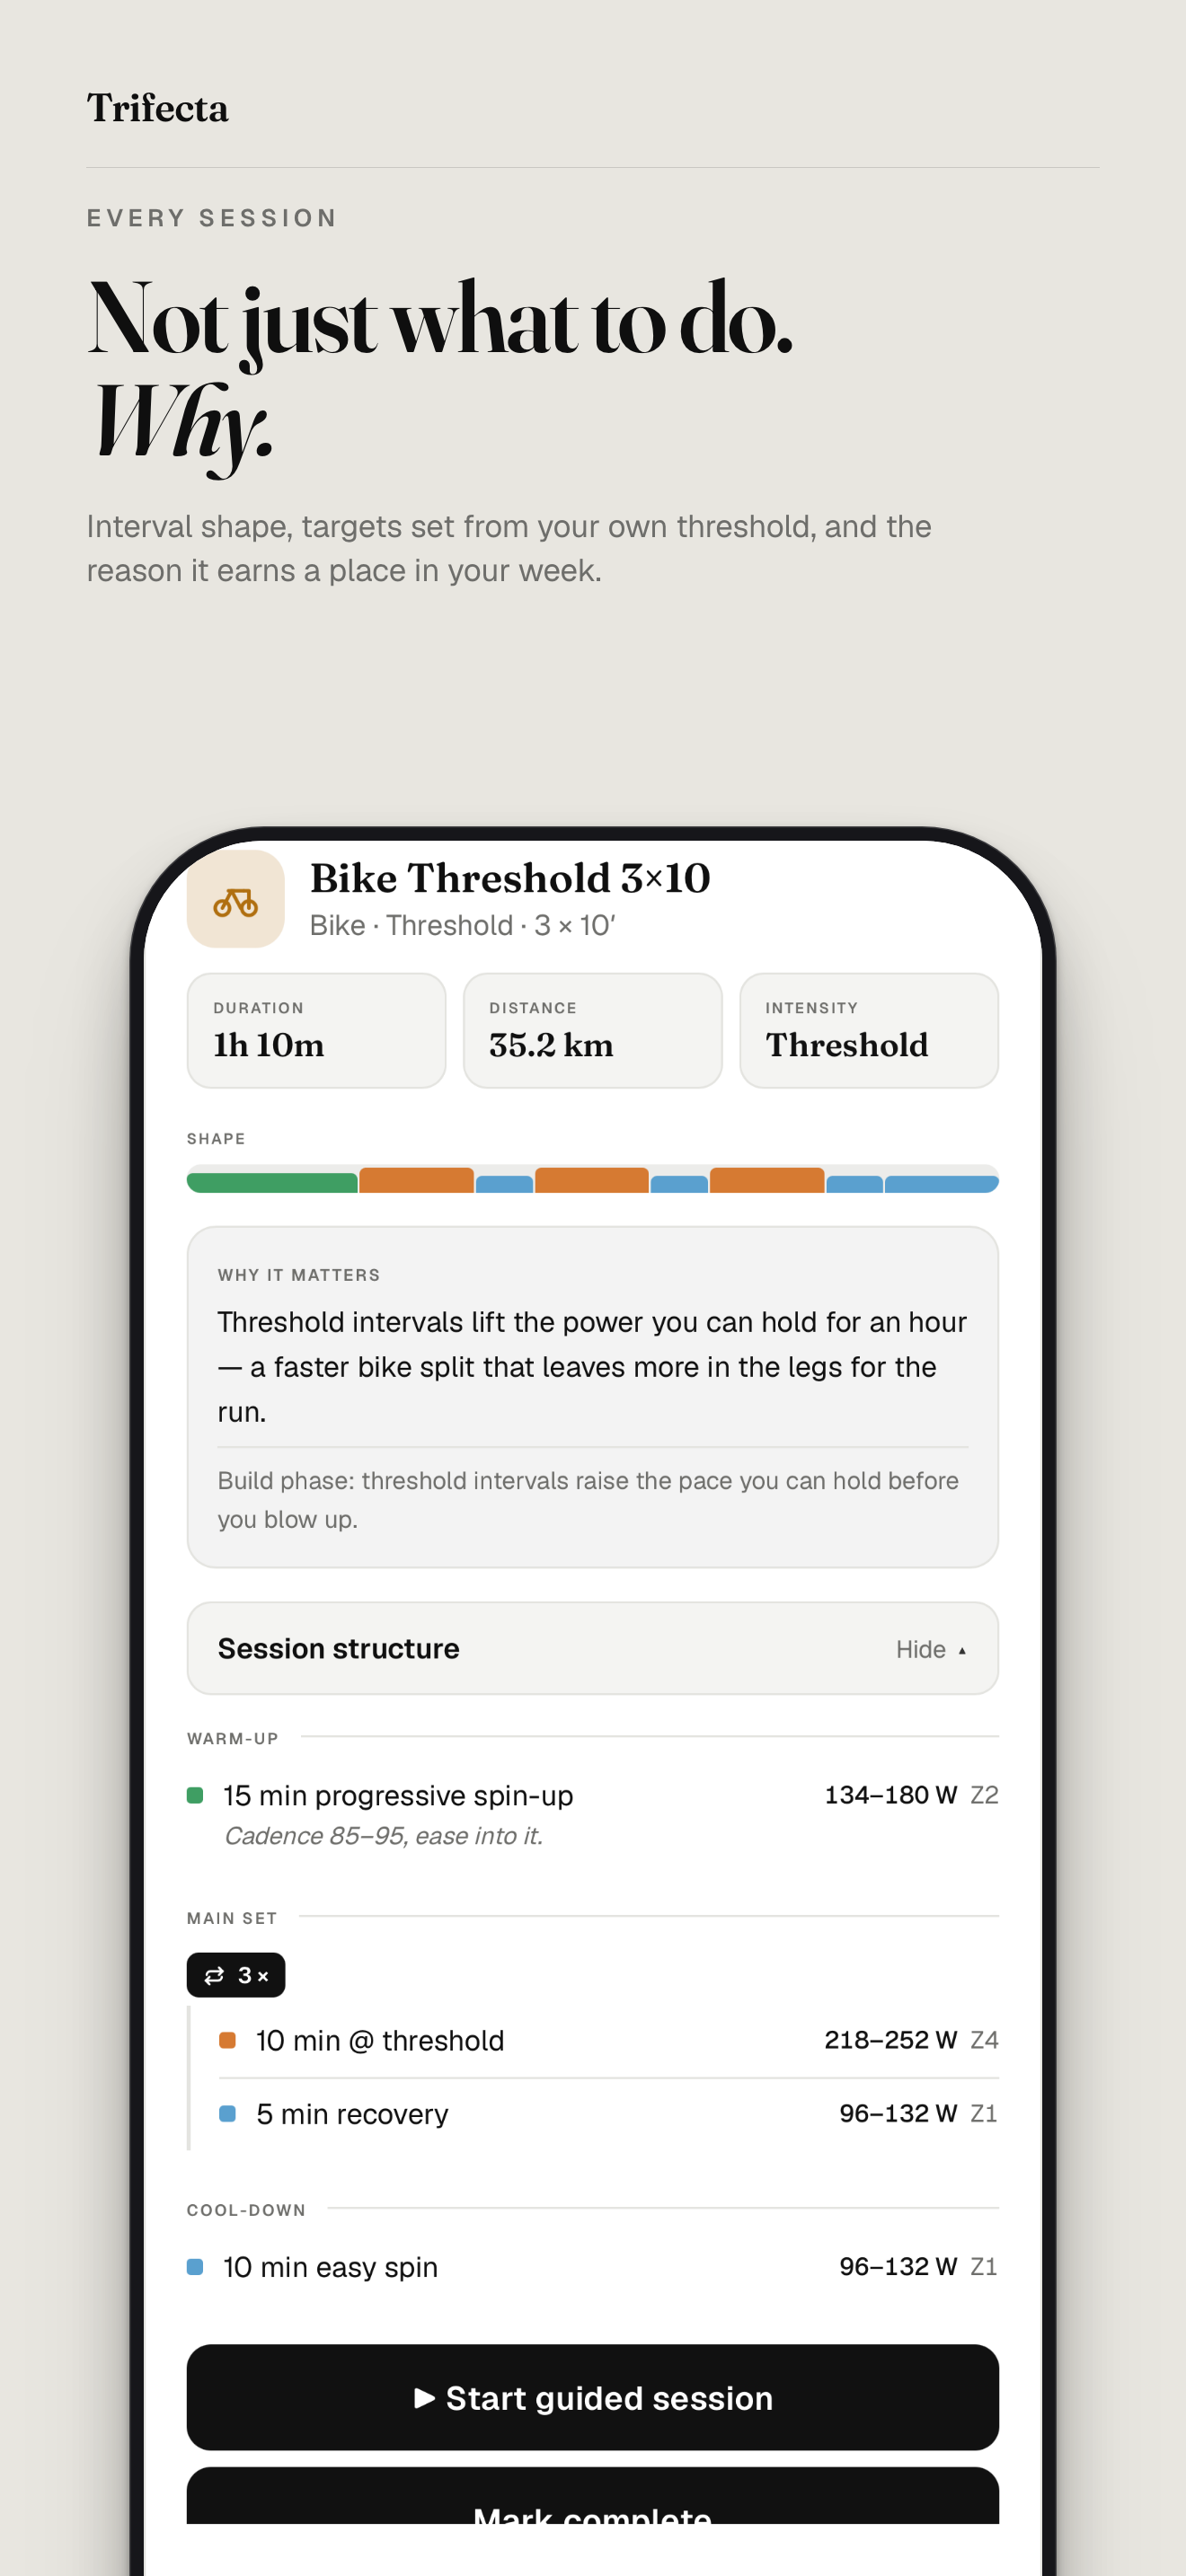 Trifecta
EVERY SESSION
Not just what to do.
Why.
Interval shape, targets set from your own threshold, and the
reason it earns a place in your week.
Bike Threshold 3×10
Bike · Threshold · 3 × 10′
DURATION
1h 10m
DISTANCE
35.2 km
INTENSITY
Threshold
SHAPE
WHY IT MATTERS
Threshold intervals lift the power you can hold for an hour
— a faster bike split that leaves more in the legs for the
run.
Build phase: threshold intervals raise the pace you can hold before
you blow up.
Session structure
Hide ▴
WARM-UP
15 min progressive spin-up
134–180 W Z2
Cadence 85–95, ease into it.
MAIN SET
3 ×
10 min @ threshold
218–252 W Z4
5 min recovery
96–132 W Z1
COOL-DOWN
10 min easy spin
96–132 W Z1
▶ Start guided session
Mark complete